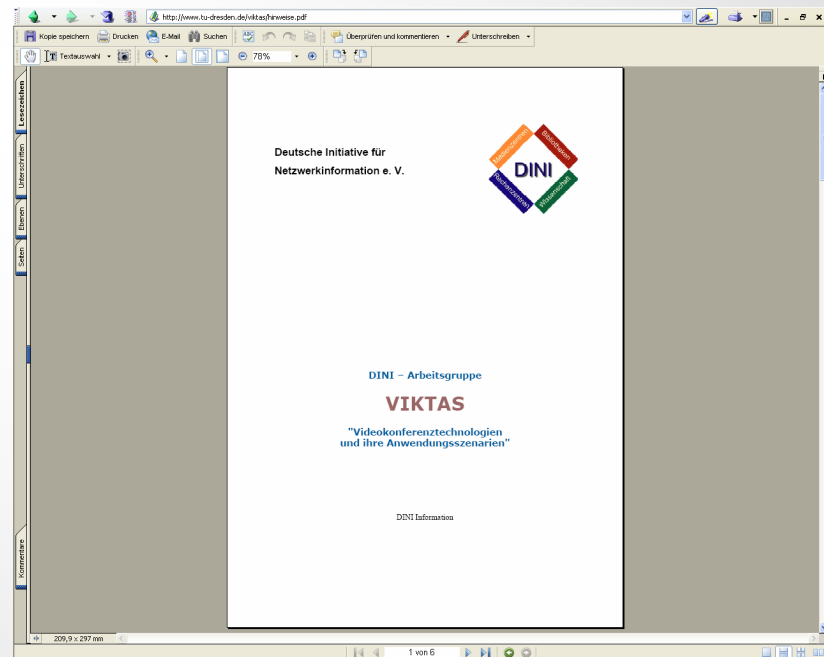 http://www.tu-dresden.de/viktas/hinweise.pdf
Kopie speichern Drucken E-Mail Suchen Überprüfen und kommentieren Unterschreiben
Textauswahl 78%
Lesezeichen
Unterschriften
Ebenen
Seiten
Kommentare
Deutsche Initiative für
Netzwerkinformation e. V.
Medienzentren
Bibliotheken
DINI
Rechenzentren
Wissenschaft
DINI – Arbeitsgruppe
VIKTAS
"Videokonferenztechnologien
und ihre Anwendungsszenarien"
DINI Information
209,9 x 297 mm
1 von 6